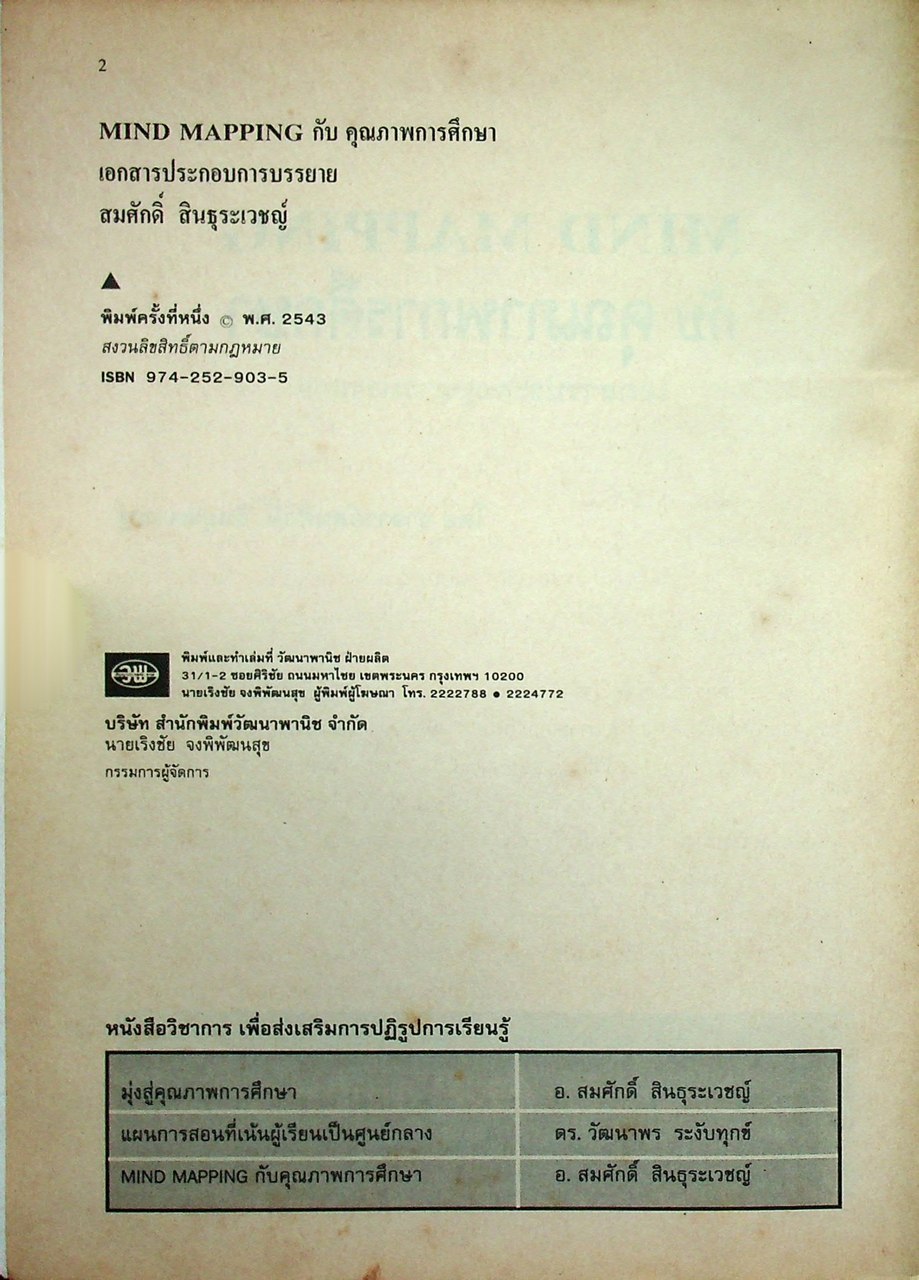 2
MIND MAPPING กับ คุณภาพการศึกษา
เอกสารประกอบการบรรยาย
สมศักดิ์ สินธุระเวชญ์
▲
พิมพ์ครั้งที่หนึ่ง © พ.ศ. 2543
สงวนลิขสิทธิ์ตามกฎหมาย
ISBN 974-252-903-5
วพ
พิมพ์และทำเล่มที่ วัฒนาพานิช ฝ่ายผลิต
31/1-2 ซอยศิริชัย ถนนมหาไชย เขตพระนคร กรุงเทพฯ 10200
นายเริงชัย จงพิพัฒนสุข ผู้พิมพ์ผู้โฆษณา โทร. 2222788 ● 2224772
บริษัท สำนักพิมพ์วัฒนาพานิช จำกัด
นายเริงชัย จงพิพัฒนสุข
กรรมการผู้จัดการ
หนังสือวิชาการ เพื่อส่งเสริมการปฏิรูปการเรียนรู้
มุ่งสู่คุณภาพการศึกษา อ. สมศักดิ์ สินธุระเวชญ์
แผนการสอนที่เน้นผู้เรียนเป็นศูนย์กลาง ดร. วัฒนาพร ระงับทุกข์
MIND MAPPING กับคุณภาพการศึกษา อ. สมศักดิ์ สินธุระเวชญ์